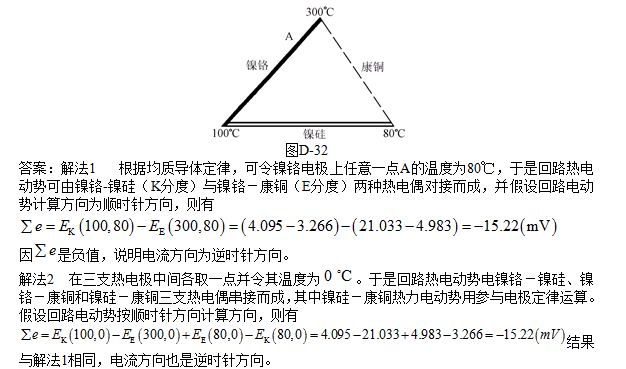 300℃
A
镍铬
康铜
100℃
镍硅
80℃
图D-32
答案：解法1 根据均质导体定律，可令镍铬电极上任意一点A的温度为80℃，于是回路热电
动势可由镍铬-镍硅（K分度）与镍铬－康铜（E分度）两种热电偶对接而成，并假设回路电动
势计算方向为顺时针方向，则有
∑e=E_K(100,80)−E_E(300,80)=(4.095−3.266)−(21.033−4.983)=−15.22(mV)
因∑e是负值，说明电流方向为逆时针方向。
解法2 在三支热电极中间各取一点并令其温度为0 ℃。于是回路热电动势电镍铬－镍硅、镍
铬－康铜和镍硅－康铜三支热电偶串接而成，其中镍硅－康铜热力电动势用参与电极定律运算。
假设回路电动势按顺时针方向计算方向，则有
∑e=E_K(100,0)−E_E(300,0)+E_E(80,0)−E_K(80,0)=4.095−21.033+4.983−3.266=−15.22(mV)结果
与解法1相同，电流方向也是逆时针方向。